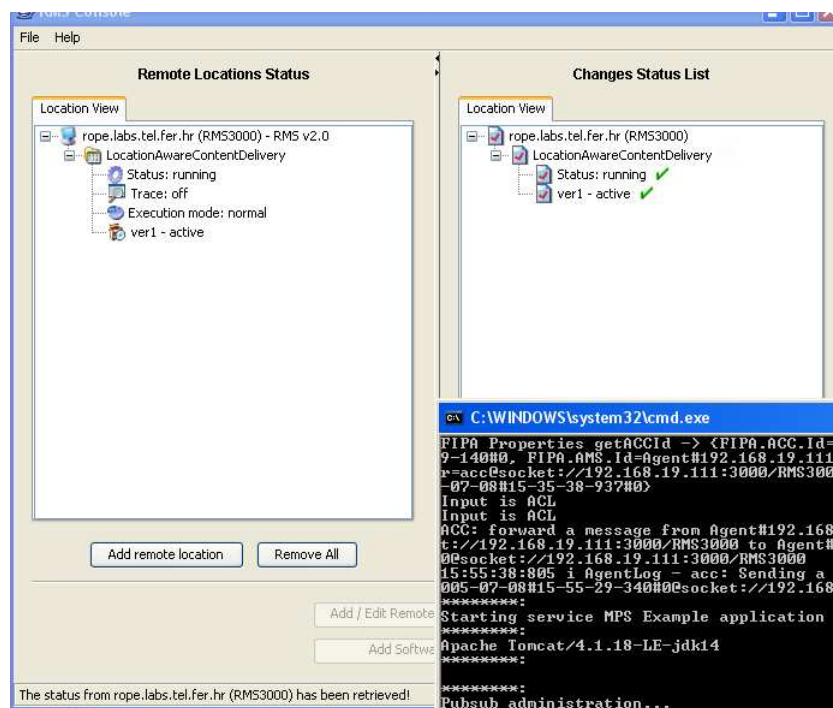 RMS Console
File Help
Remote Locations Status
Location View
rope.labs.tel.fer.hr (RMS3000) - RMS v2.0
LocationAwareContentDelivery
Status: running
Trace: off
Execution mode: normal
ver1 - active
Add remote location
Remove All
Add / Edit Remote
Add Softwa
The status from rope.labs.tel.fer.hr (RMS3000) has been retrieved!
Changes Status List
Location View
rope.labs.tel.fer.hr (RMS3000)
LocationAwareContentDelivery
Status: running
ver1 - active
C:\WINDOWS\system32\cmd.exe
FIPA Properties getACCId -> {FIPA.ACC.Id=
9-140#0, FIPA.AMS.Id=Agent#192.168.19.111
r=acc@socket://192.168.19.111:3000/RMS300
-07-08#15-35-38-937#0}
Input is ACL
Input is ACL
ACC: forward a message from Agent#192.168
t://192.168.19.111:3000/RMS3000 to Agent#
0@socket://192.168.19.111:3000/RMS3000
15:55:38:805 i AgentLog - acc: Sending a
005-07-08#15-55-29-340#0@socket://192.168
********:
Starting service MPS Example application
********:
Apache Tomcat/4.1.18-LE-jdk14
********:
********:
Pubsub administration...